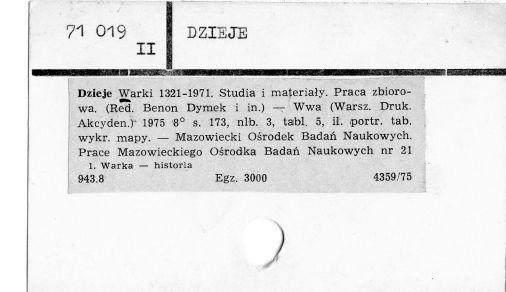 71 019
II
DZIEJE
Dzieje Warki 1321-1971. Studia i materiały. Praca zbioro-
wa. (Red. Benon Dymek i in.) — Wwa (Warsz. Druk.
Akcyden.) 1975 8° s. 173, nlb. 3, tabl. 5, il. portr. tab.
wykr. mapy. — Mazowiecki Ośrodek Badań Naukowych.
Prace Mazowieckiego Ośrodka Badań Naukowych nr 21
1. Warka — historia
943.8 Egz. 3000 4359/75